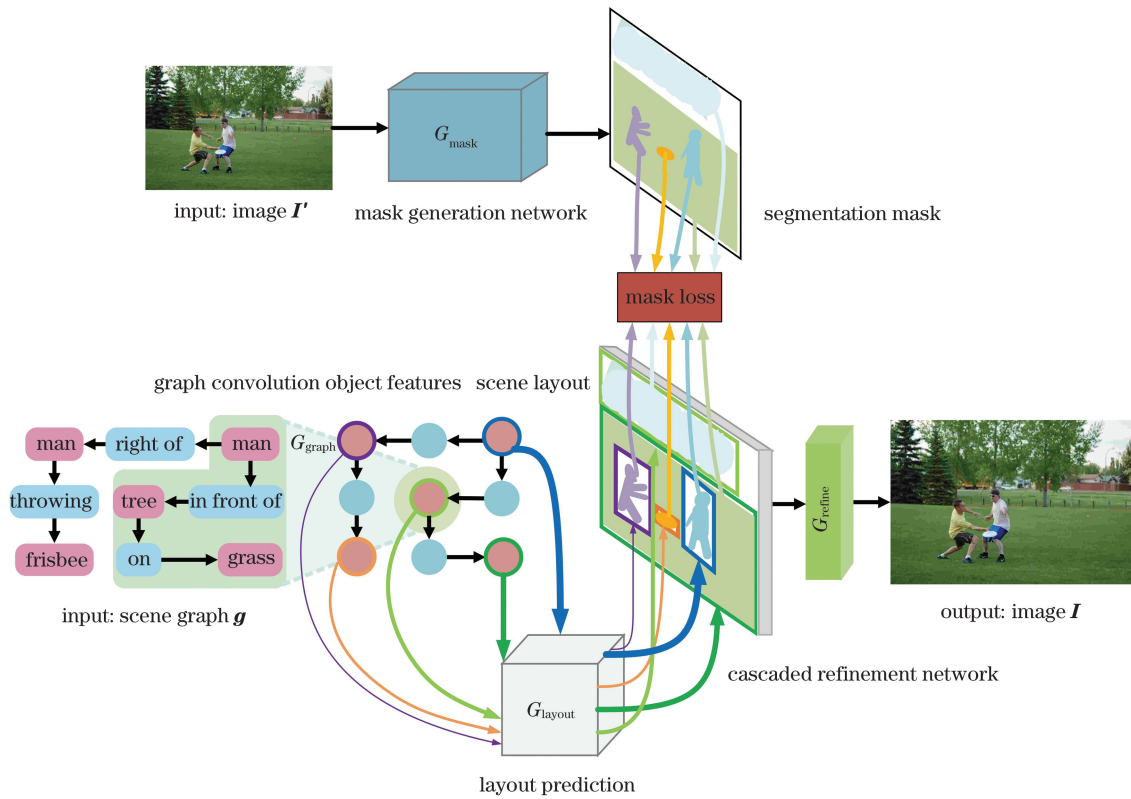 G_mask
input: image I'
mask generation network
segmentation mask
mask loss
graph convolution object features
scene layout
man
right of
man
G_graph
throwing
tree
in front of
frisbee
on
grass
G_refine
input: scene graph g
output: image I
cascaded refinement network
G_layout
layout prediction